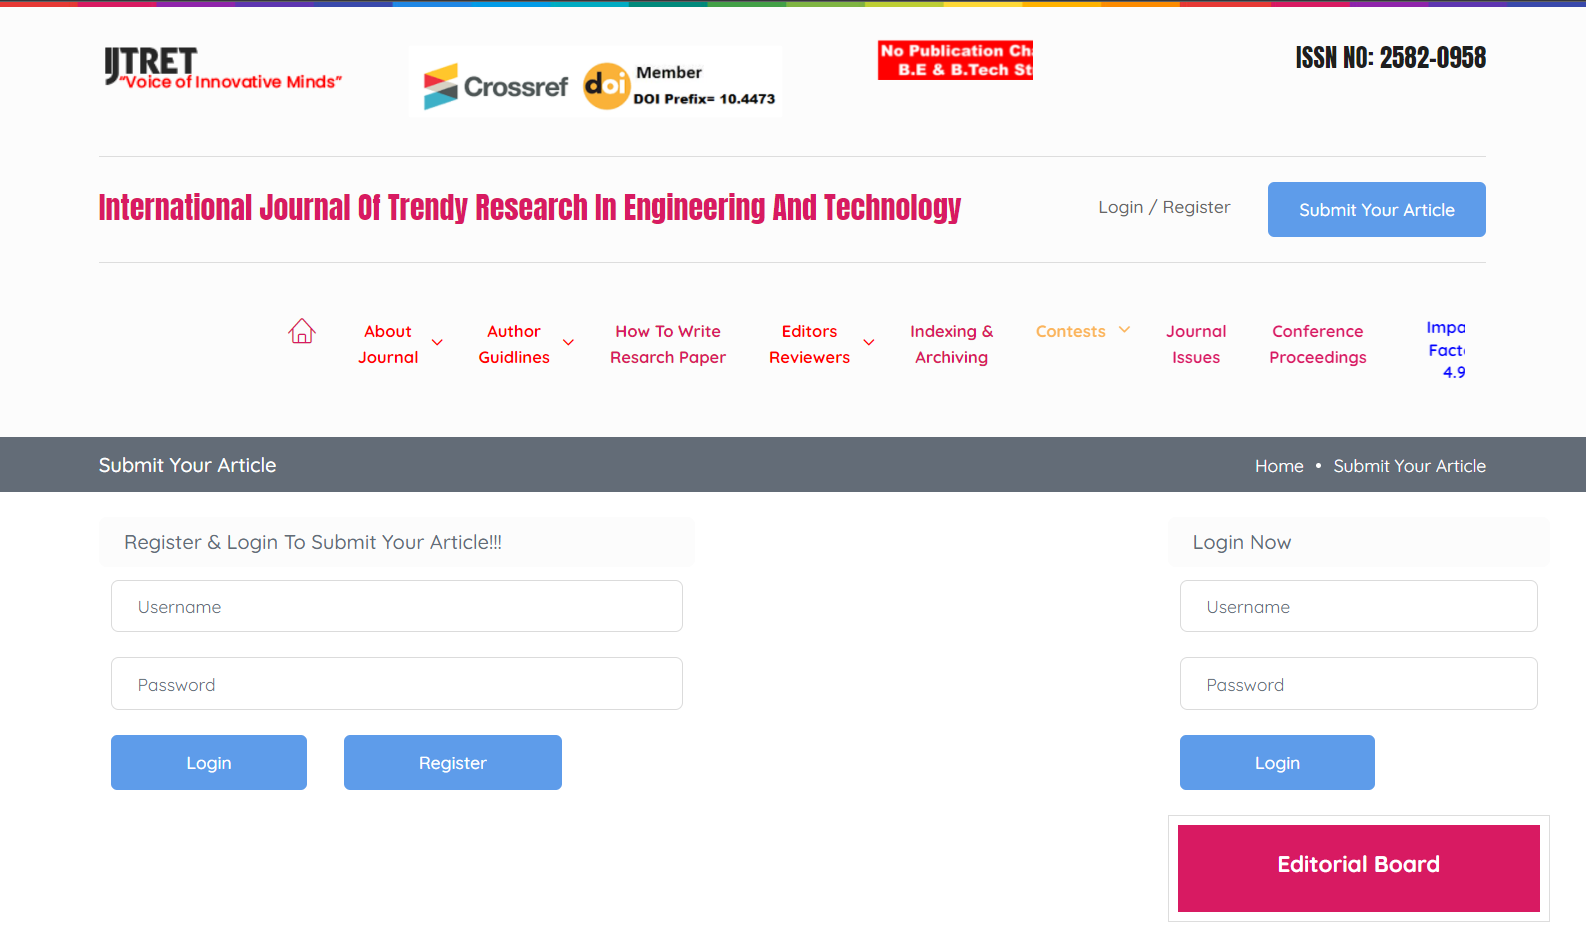 IJTRET
"Voice of Innovative Minds"
Crossref
doi
Member
DOI Prefix= 10.4473
No Publication
B.E & B.Tech
ISSN NO: 2582-0958
International Journal Of Trendy Research In Engineering And Technology
Login / Register
Submit Your Article
About
Journal
Author
Guidlines
How To Write
Resarch Paper
Editors
Reviewers
Indexing &
Archiving
Contests
Journal
Issues
Conference
Proceedings
4.9
Submit Your Article
Home • Submit Your Article
Register & Login To Submit Your Article!!!
Login Now
Username
Username
Password
Password
Login
Register
Login
Editorial Board